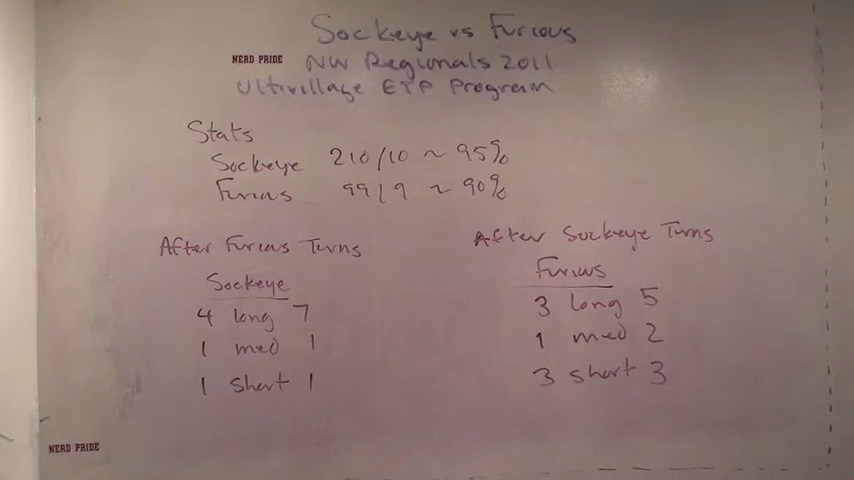 Sockeye vs Furious
NERD PRIDE NW Regionals 2011
Ultivillage ETP Program
Stats
Sockeye 210/10 ~ 95%
Furious 99/9 ~ 90%
After Furious Turns
Sockeye
4 long 7
1 med 1
1 short 1
After Sockeye Turns
Furious
3 long 5
1 med 2
3 short 3
NERD PRIDE